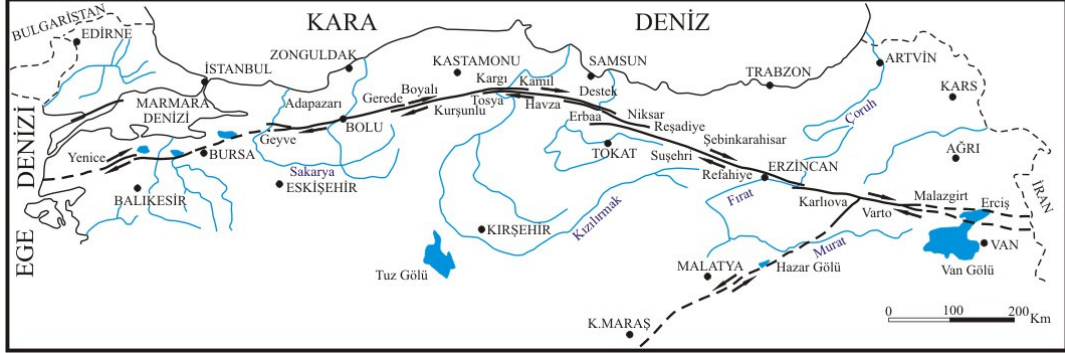 KARA DENİZ
BULGARİSTAN
EDİRNE
ZONGULDAK
KASTAMONU
SAMSUN
ARTVİN
İSTANBUL
TRABZON
KARS
MARMARA
DENİZİ
Adapazarı
Gerede
Boyalı
Kargı
Kamil
Destek
Tosya
Havza
Kurşunlu
Erbaa
Niksar
Reşadiye
Çoruh
BOLU
Geyve
Şebinkarahisar
AĞRI
Yenice
BURSA
TOKAT
Suşehri
Refahiye
ERZİNCAN
Sakarya
ESKİŞEHİR
BALIKESİR
Fırat
Karlıova
Varto
Malazgirt
Erciş
İRAN
EGE DENİZİ
KIRŞEHİR
Kızılırmak
Murat
VAN
Van Gölü
Tuz Gölü
MALATYA
Hazar Gölü
K.MARAŞ
0 100 200
Km